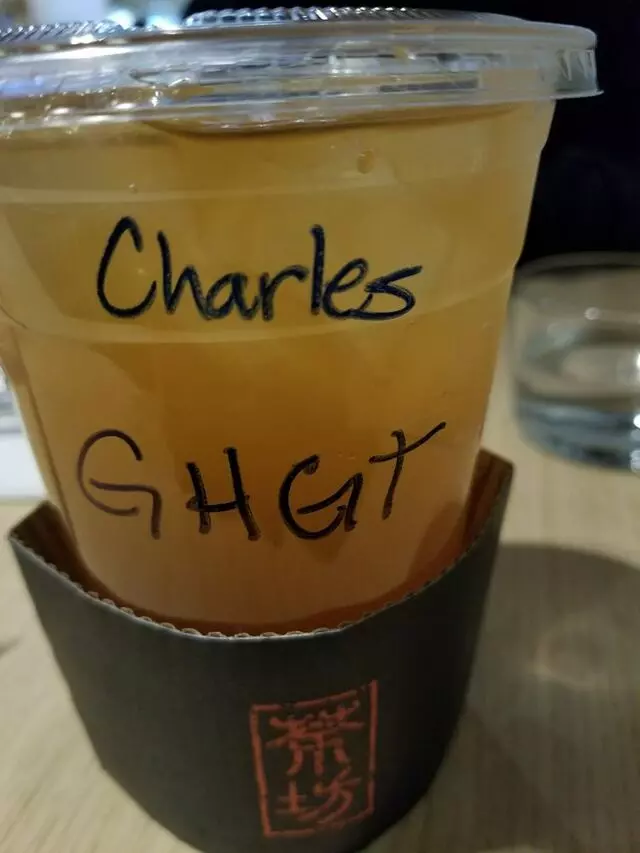 Charles
GHGT
茶
坊